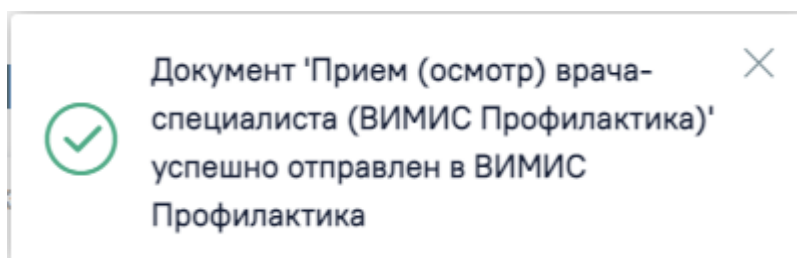 Документ 'Прием (осмотр) врача-
специалиста (ВИМИС Профилактика)'
успешно отправлен в ВИМИС
Профилактика